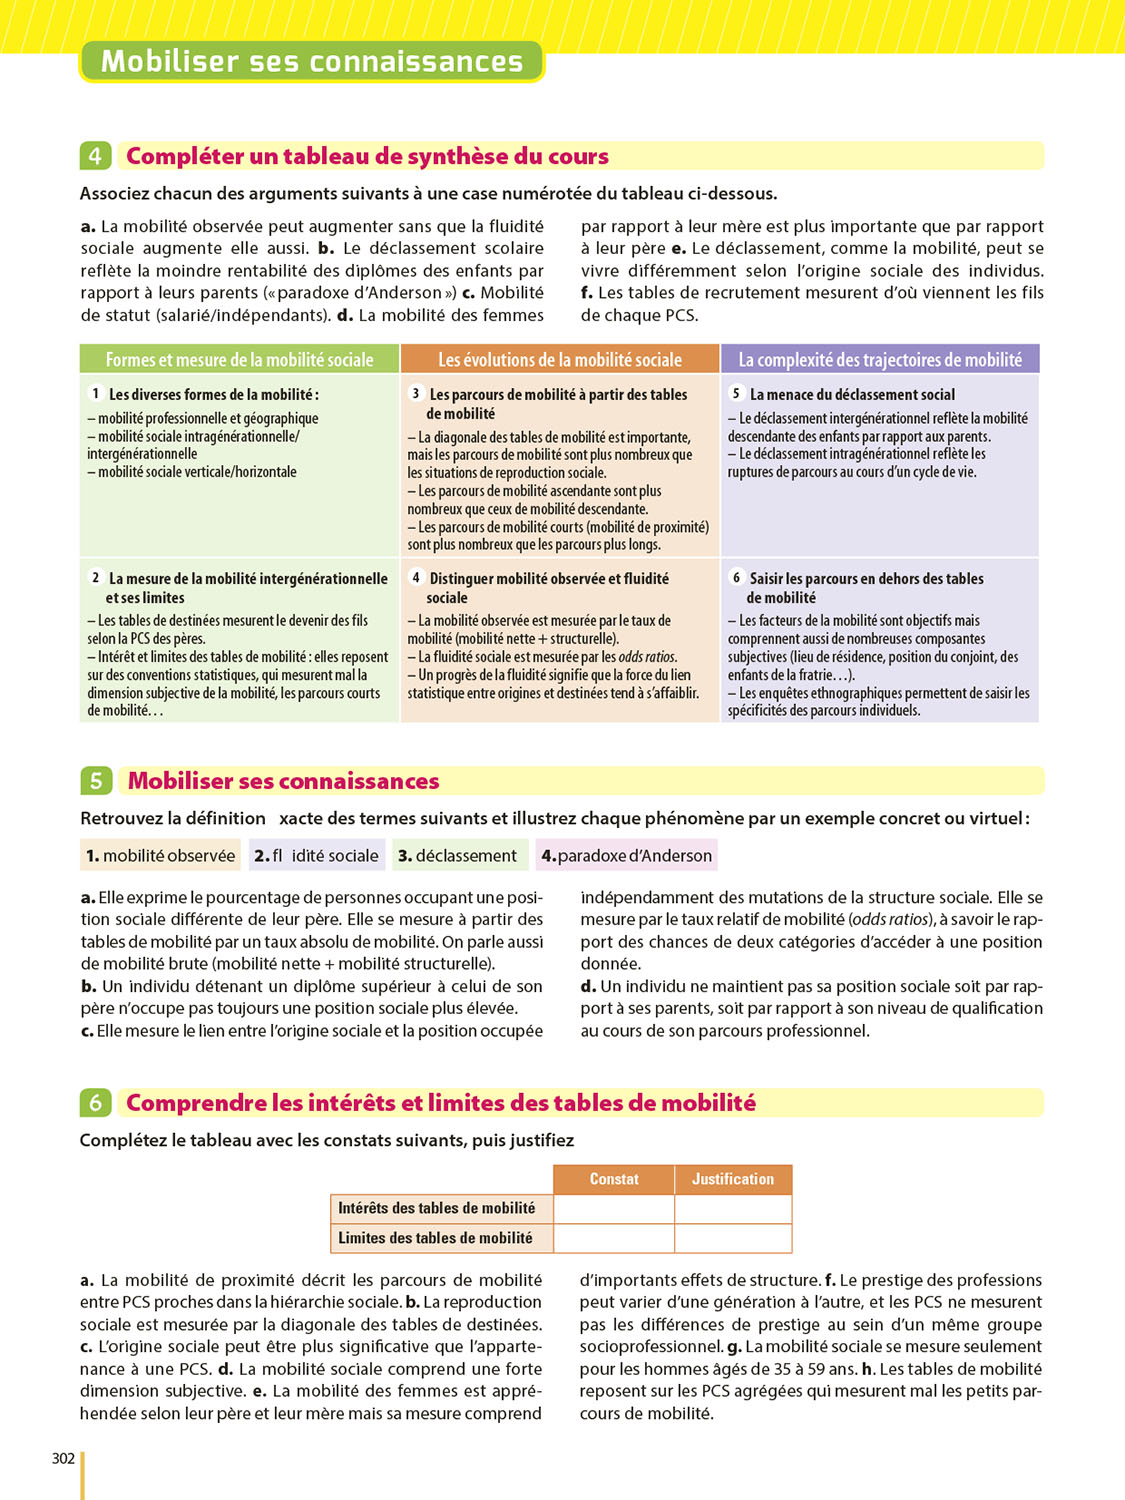 Mobiliser ses connaissances
4 Compléter un tableau de synthèse du cours
Associez chacun des arguments suivants à une case numérotée du tableau ci-dessous.
a. La mobilité observée peut augmenter sans que la fluidité
sociale augmente elle aussi. b. Le déclassement scolaire
reflète la moindre rentabilité des diplômes des enfants par
rapport à leurs parents (« paradoxe d'Anderson ») c. Mobilité
de statut (salarié/indépendants). d. La mobilité des femmes
par rapport à leur mère est plus importante que par rapport
à leur père e. Le déclassement, comme la mobilité, peut se
vivre différemment selon l'origine sociale des individus.
f. Les tables de recrutement mesurent d'où viennent les fils
de chaque PCS.
Formes et mesure de la mobilité sociale
1 Les diverses formes de la mobilité :
– mobilité professionnelle et géographique
– mobilité sociale intragénérationnelle/
intergénérationnelle
– mobilité sociale verticale/horizontale
2 La mesure de la mobilité intergénérationnelle
et ses limites
– Les tables de destinées mesurent le devenir des fils
selon la PCS des pères.
– Intérêt et limites des tables de mobilité : elles reposent
sur des conventions statistiques, qui mesurent mal la
dimension subjective de la mobilité, les parcours courts
de mobilité…
Les évolutions de la mobilité sociale
3 Les parcours de mobilité à partir des tables
de mobilité
– La diagonale des tables de mobilité est importante,
mais les parcours de mobilité sont plus nombreux que
les situations de reproduction sociale.
– Les parcours de mobilité ascendante sont plus
nombreux que ceux de mobilité descendante.
– Les parcours de mobilité courts (mobilité de proximité)
sont plus nombreux que les parcours plus longs.
4 Distinguer mobilité observée et fluidité
sociale
– La mobilité observée est mesurée par le taux de
mobilité (mobilité nette + structurelle).
– La fluidité sociale est mesurée par les odds ratios.
– Un progrès de la fluidité signifie que la force du lien
statistique entre origines et destinées tend à s'affaiblir.
La complexité des trajectoires de mobilité
5 La menace du déclassement social
– Le déclassement intergénérationnel reflète la mobilité
descendante des enfants par rapport aux parents.
– Le déclassement intragénérationnel reflète les
ruptures de parcours au cours d'un cycle de vie.
6 Saisir les parcours en dehors des tables
de mobilité
– Les facteurs de la mobilité sont objectifs mais
comprennent aussi de nombreuses composantes
subjectives (lieu de résidence, position du conjoint, des
enfants de la fratrie…).
– Les enquêtes ethnographiques permettent de saisir les
spécificités des parcours individuels.
5 Mobiliser ses connaissances
Retrouvez la définition xacte des termes suivants et illustrez chaque phénomène par un exemple concret ou virtuel :
1. mobilité observée 2. fl idité sociale 3. déclassement 4. paradoxe d'Anderson
a. Elle exprime le pourcentage de personnes occupant une posi-
tion sociale différente de leur père. Elle se mesure à partir des
tables de mobilité par un taux absolu de mobilité. On parle aussi
de mobilité brute (mobilité nette + mobilité structurelle).
b. Un individu détenant un diplôme supérieur à celui de son
père n'occupe pas toujours une position sociale plus élevée.
c. Elle mesure le lien entre l'origine sociale et la position occupée
indépendamment des mutations de la structure sociale. Elle se
mesure par le taux relatif de mobilité (odds ratios), à savoir le rap-
port des chances de deux catégories d'accéder à une position
donnée.
d. Un individu ne maintient pas sa position sociale soit par rap-
port à ses parents, soit par rapport à son niveau de qualification
au cours de son parcours professionnel.
6 Comprendre les intérêts et limites des tables de mobilité
Complétez le tableau avec les constats suivants, puis justifiez
Constat Justification
Intérêts des tables de mobilité
Limites des tables de mobilité
a. La mobilité de proximité décrit les parcours de mobilité
entre PCS proches dans la hiérarchie sociale. b. La reproduction
sociale est mesurée par la diagonale des tables de destinées.
c. L'origine sociale peut être plus significative que l'apparte-
nance à une PCS. d. La mobilité sociale comprend une forte
dimension subjective. e. La mobilité des femmes est appré-
hendée selon leur père et leur mère mais sa mesure comprend
d'importants effets de structure. f. Le prestige des professions
peut varier d'une génération à l'autre, et les PCS ne mesurent
pas les différences de prestige au sein d'un même groupe
socioprofessionnel. g. La mobilité sociale se mesure seulement
pour les hommes âgés de 35 à 59 ans. h. Les tables de mobilité
reposent sur les PCS agrégées qui mesurent mal les petits par-
cours de mobilité.
302